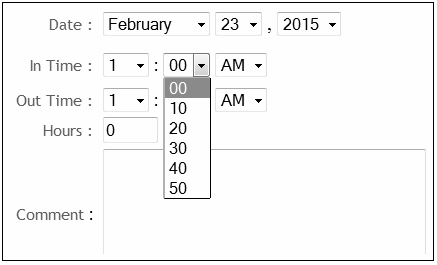 Date : February 23 , 2015
In Time : 1 : 00 AM
00
Out Time : 1 : AM
10
Hours : 0
20
30
40
50
Comment :